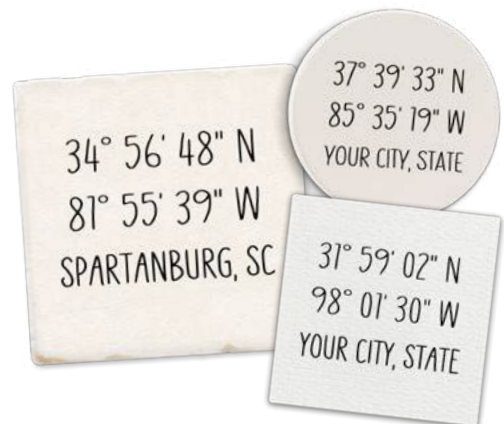 34° 56' 48" N
81° 55' 39" W
SPARTANBURG, SC
37° 39' 33" N
85° 35' 19" W
YOUR CITY, STATE
31° 59' 02" N
98° 01' 30" W
YOUR CITY, STATE